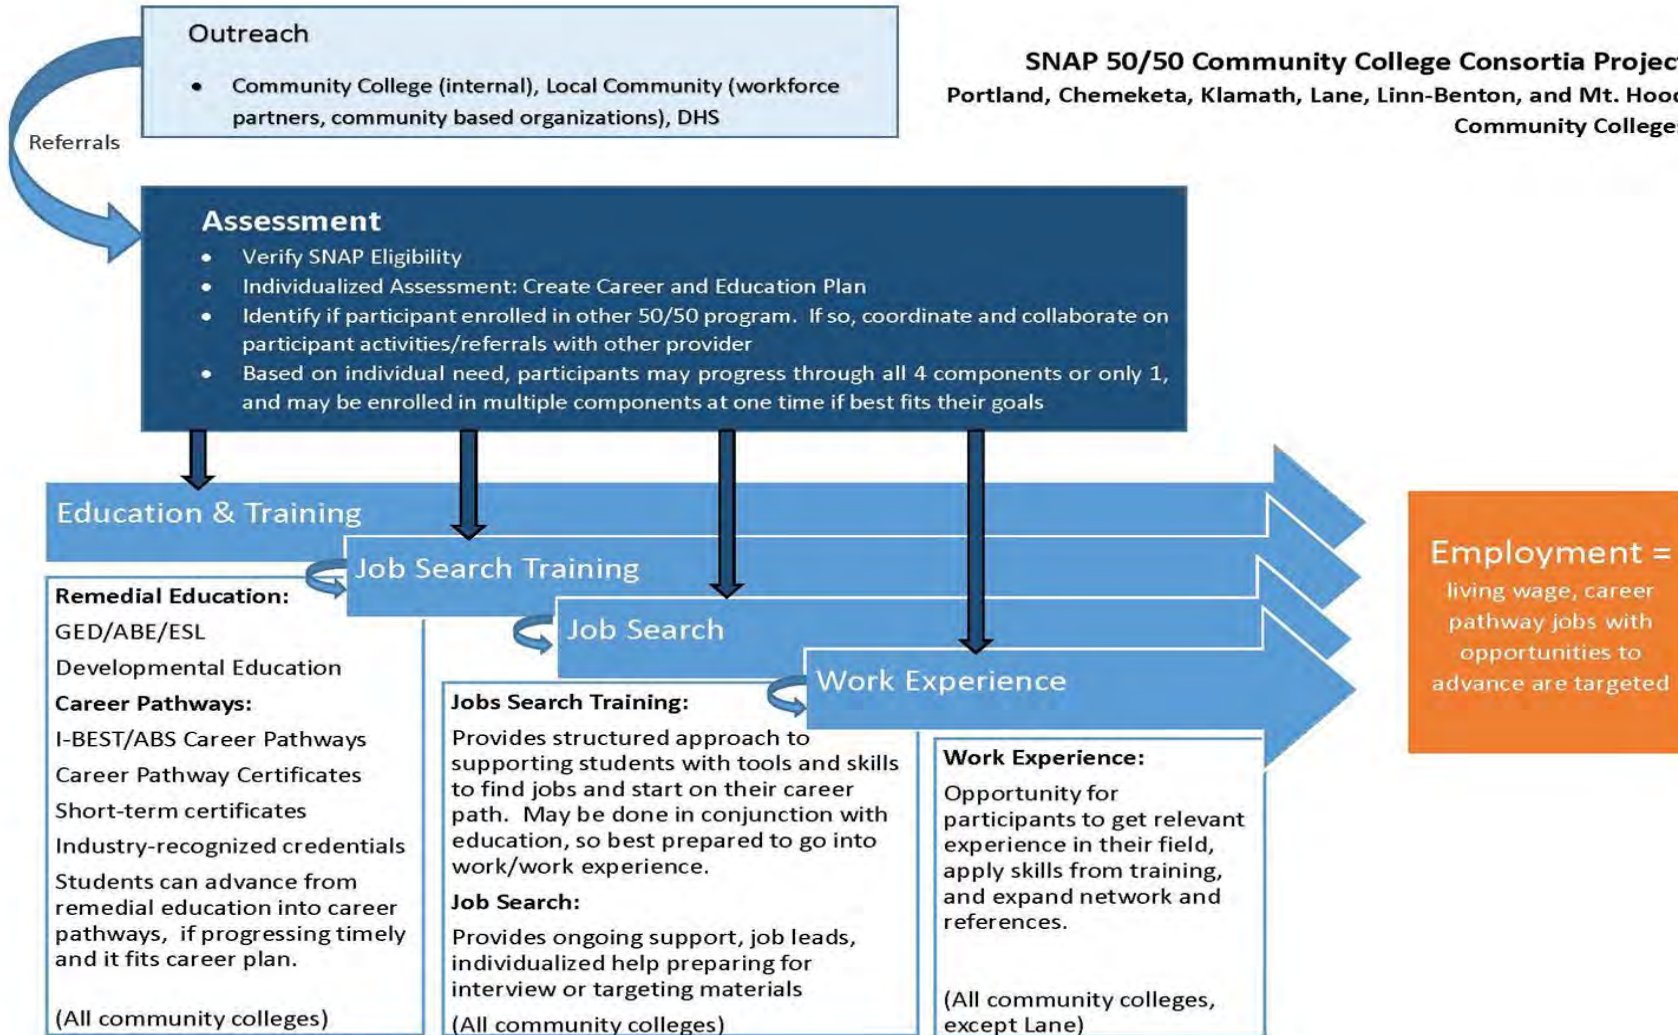 Outreach
• Community College (internal), Local Community (workforce
partners, community based organizations), DHS
SNAP 50/50 Community College Consortia Project
Portland, Chemeketa, Klamath, Lane, Linn-Benton, and Mt. Hood
Community Colleges
Referrals
Assessment
• Verify SNAP Eligibility
• Individualized Assessment: Create Career and Education Plan
• Identify if participant enrolled in other 50/50 program. If so, coordinate and collaborate on
participant activities/referrals with other provider
• Based on individual need, participants may progress through all 4 components or only 1,
and may be enrolled in multiple components at one time if best fits their goals
Education & Training
Job Search Training
Job Search
Work Experience
Remedial Education:
GED/ABE/ESL
Developmental Education
Career Pathways:
I-BEST/ABS Career Pathways
Career Pathway Certificates
Short-term certificates
Industry-recognized credentials
Students can advance from
remedial education into career
pathways, if progressing timely
and it fits career plan.
(All community colleges)
Jobs Search Training:
Provides structured approach to
supporting students with tools and skills
to find jobs and start on their career
path. May be done in conjunction with
education, so best prepared to go into
work/work experience.
Job Search:
Provides ongoing support, job leads,
individualized help preparing for
interview or targeting materials
(All community colleges)
Work Experience:
Opportunity for
participants to get relevant
experience in their field,
apply skills from training,
and expand network and
references.
(All community colleges,
except Lane)
Employment =
living wage, career
pathway jobs with
opportunities to
advance are targeted